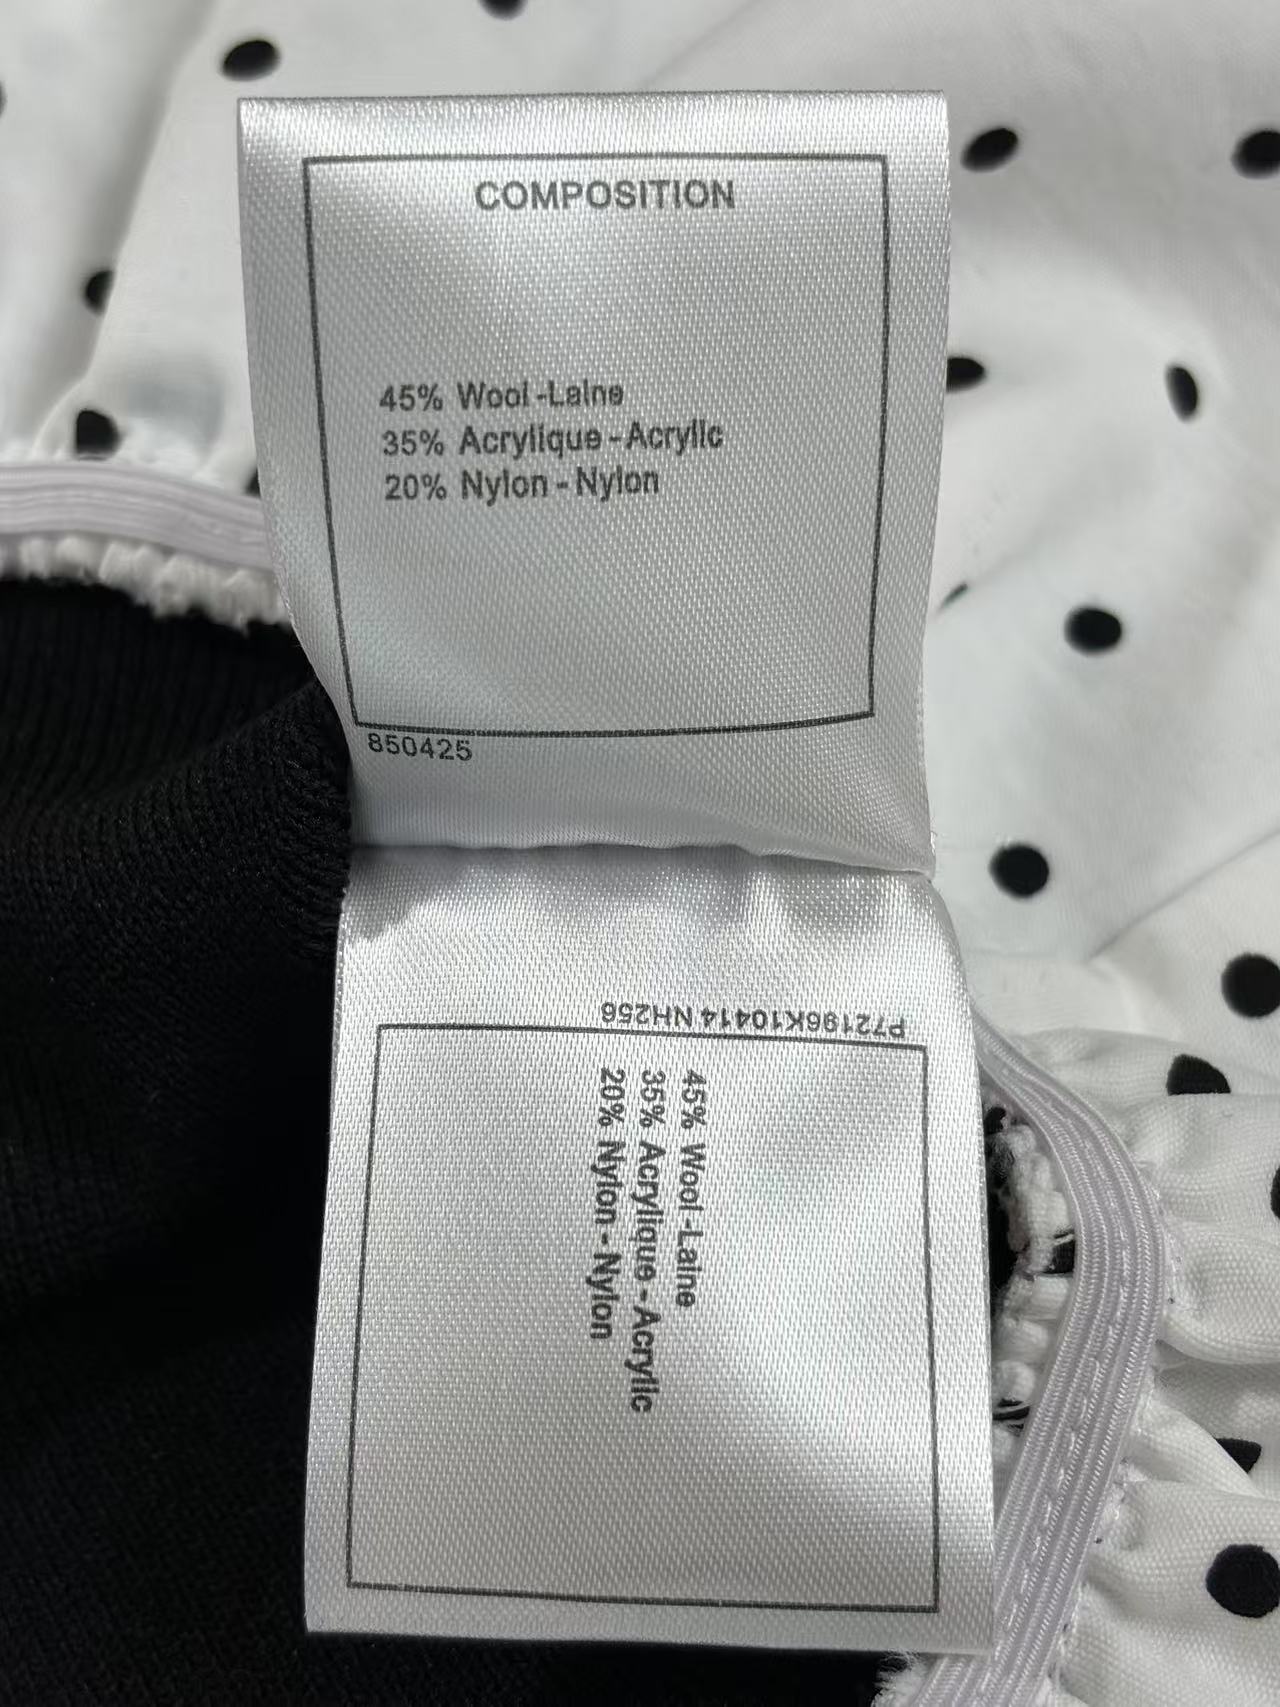 COMPOSITION
45% Wool-Laine
35% Acrylique-Acrylic
20% Nylon-Nylon
850425
P72196K10414 NH256
45% Wool-Laine
35% Acrylique-Acrylic
20% Nylon-Nylon